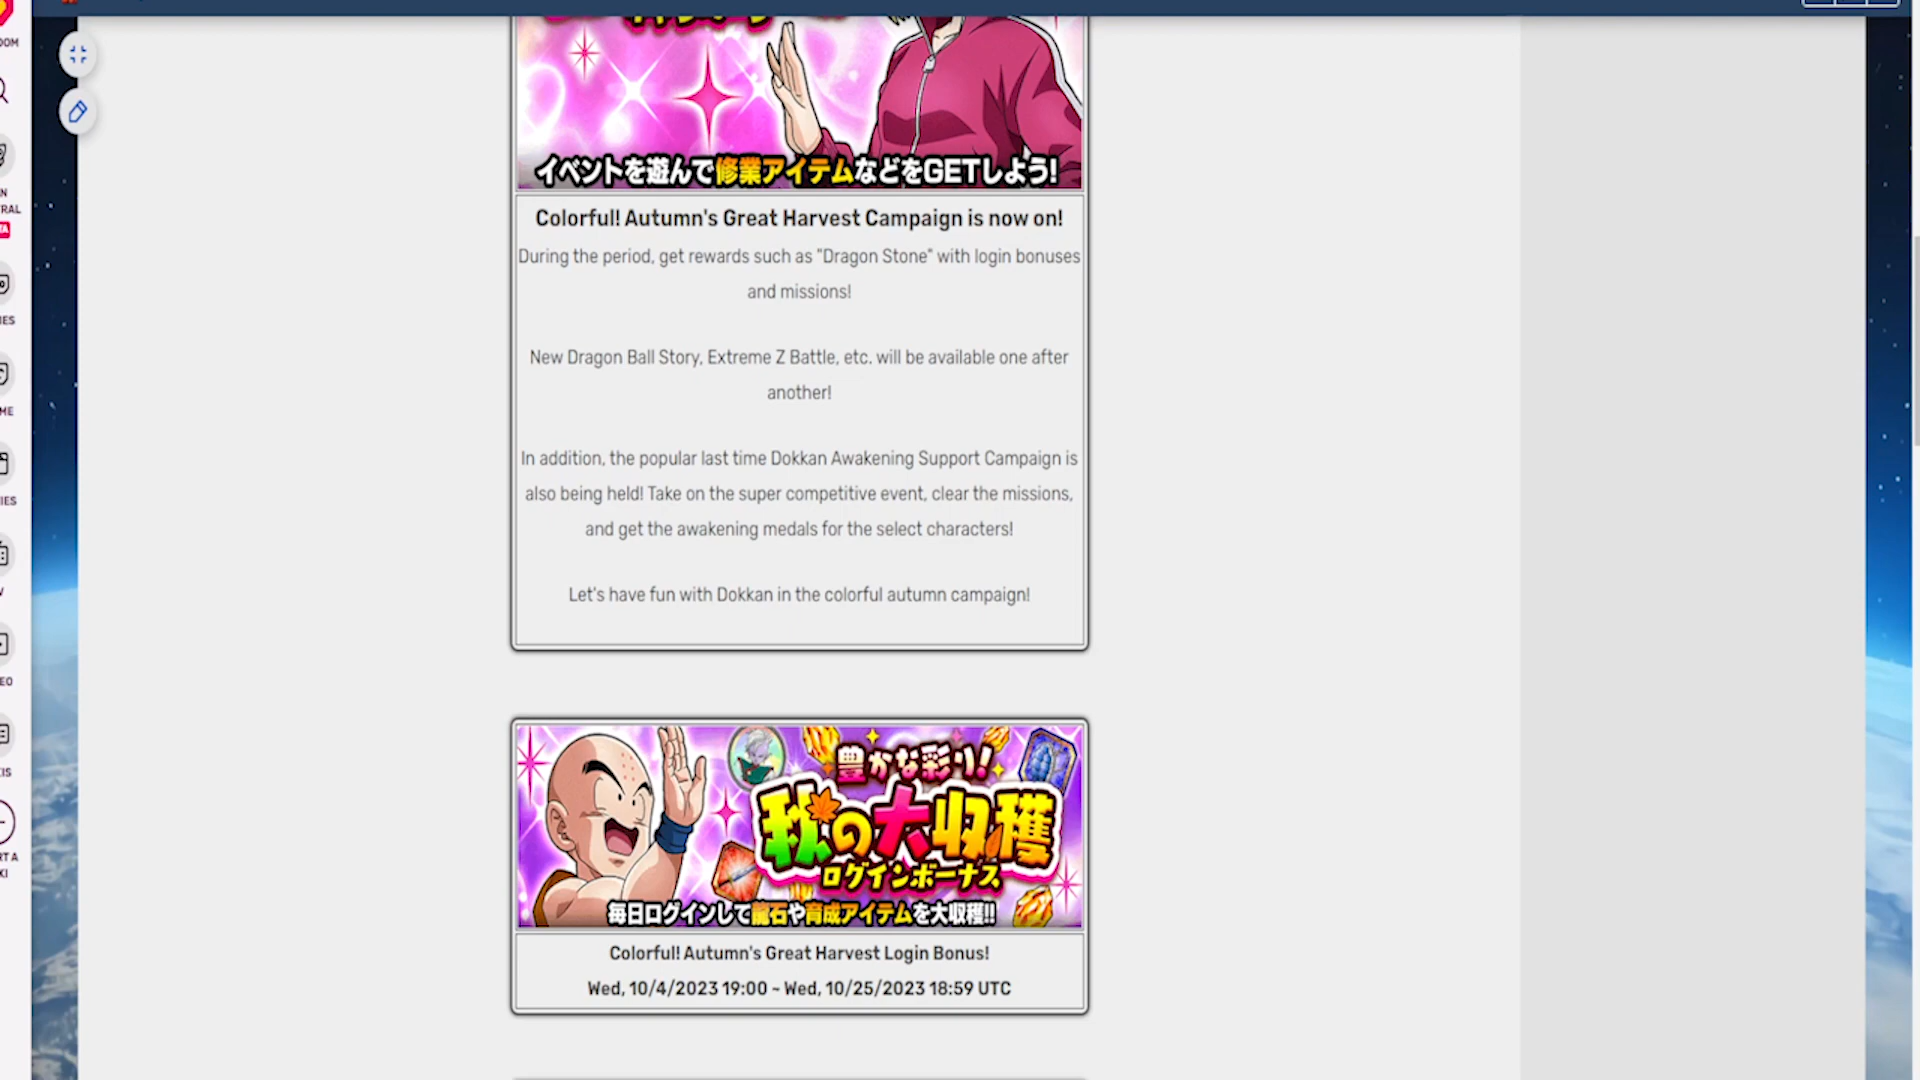 イベントを遊んで修業アイテムなどをGETしよう!
Colorful! Autumn's Great Harvest Campaign is now on!
During the period, get rewards such as "Dragon Stone" with login bonuses
and missions!
New Dragon Ball Story, Extreme Z Battle, etc. will be available one after
another!
In addition, the popular last time Dokkan Awakening Support Campaign is
also being held! Take on the super competitive event, clear the missions,
and get the awakening medals for the select characters!
Let's have fun with Dokkan in the colorful autumn campaign!
豊かな彩り!
秋の大収穫
ログインボーナス
毎日ログインして龍石や育成アイテムを大収穫!!
Colorful! Autumn's Great Harvest Login Bonus!
Wed, 10/4/2023 19:00 ~ Wed, 10/25/2023 18:59 UTC